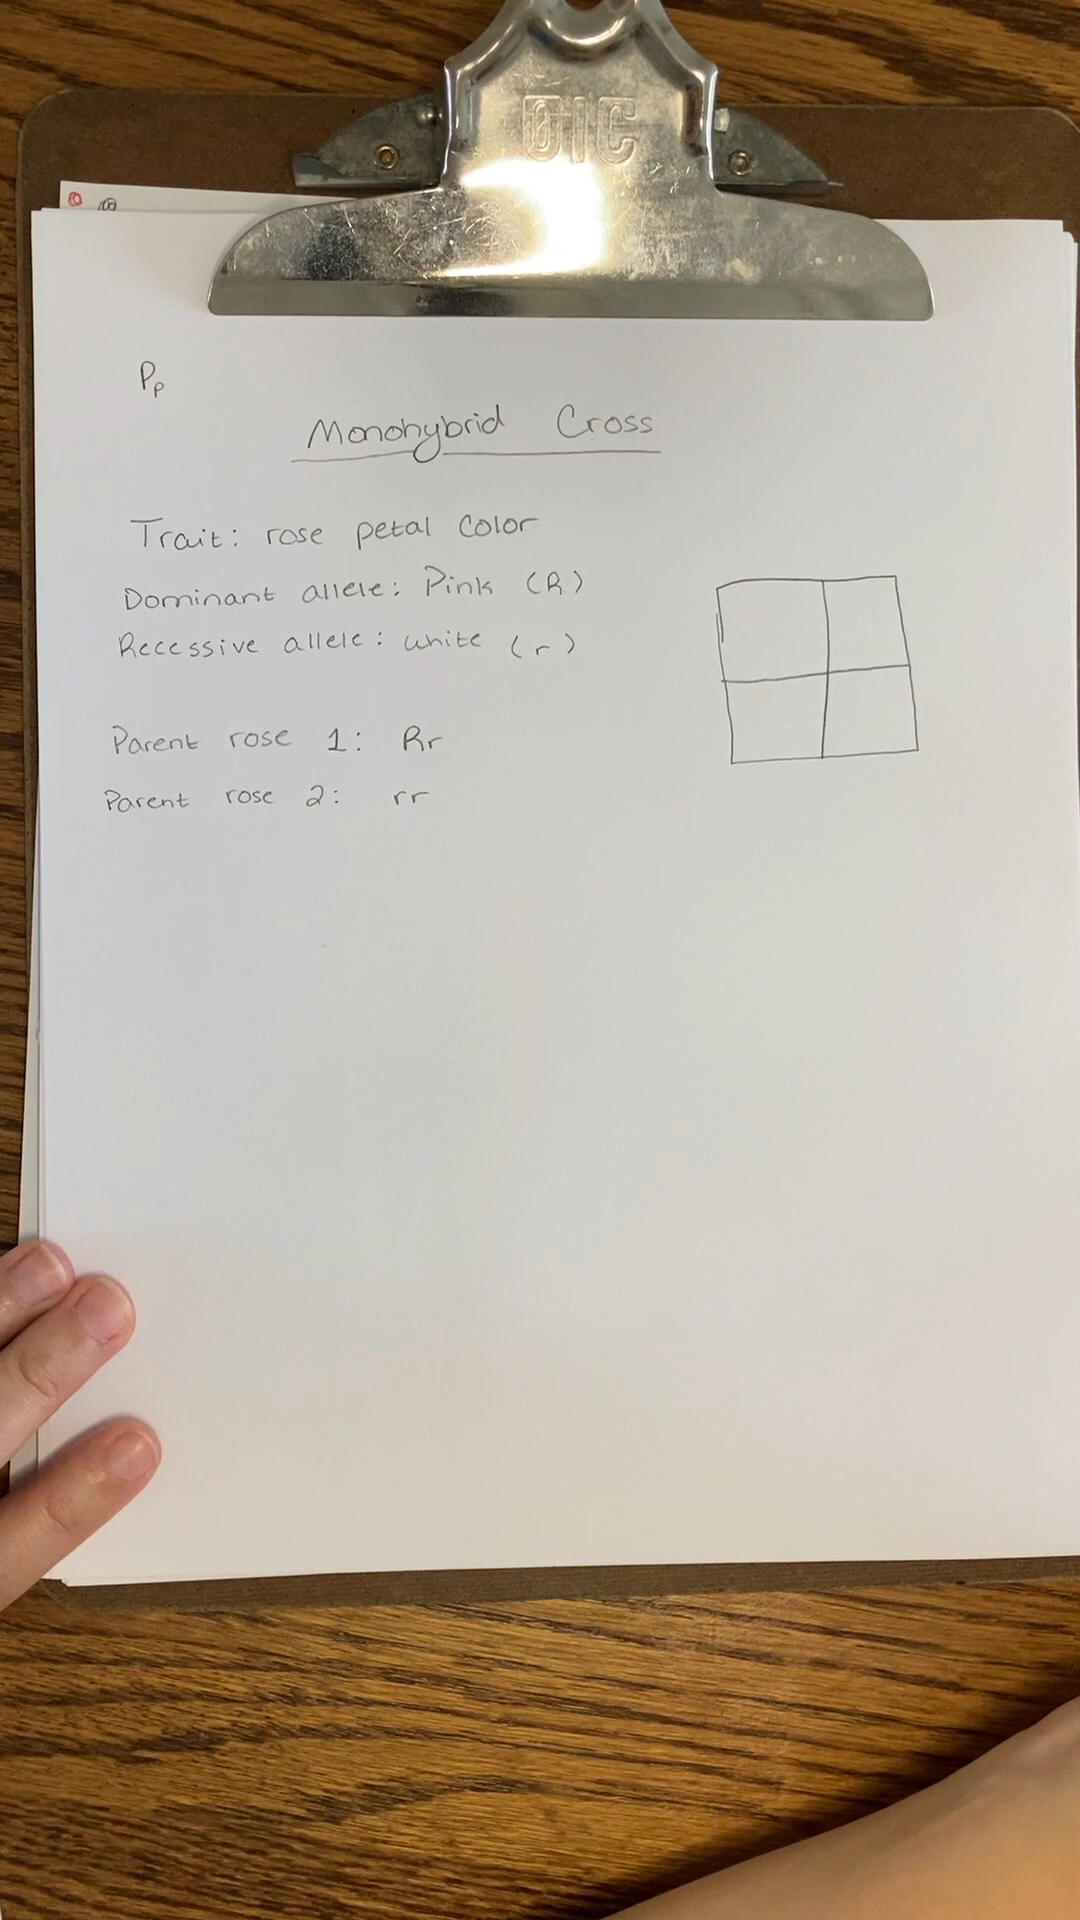 OIC
Pp
Monohybrid Cross
Trait: rose petal color
Dominant allele: Pink (R)
Recessive allele: white (r)
Parent rose 1: Rr
Parent rose 2: rr